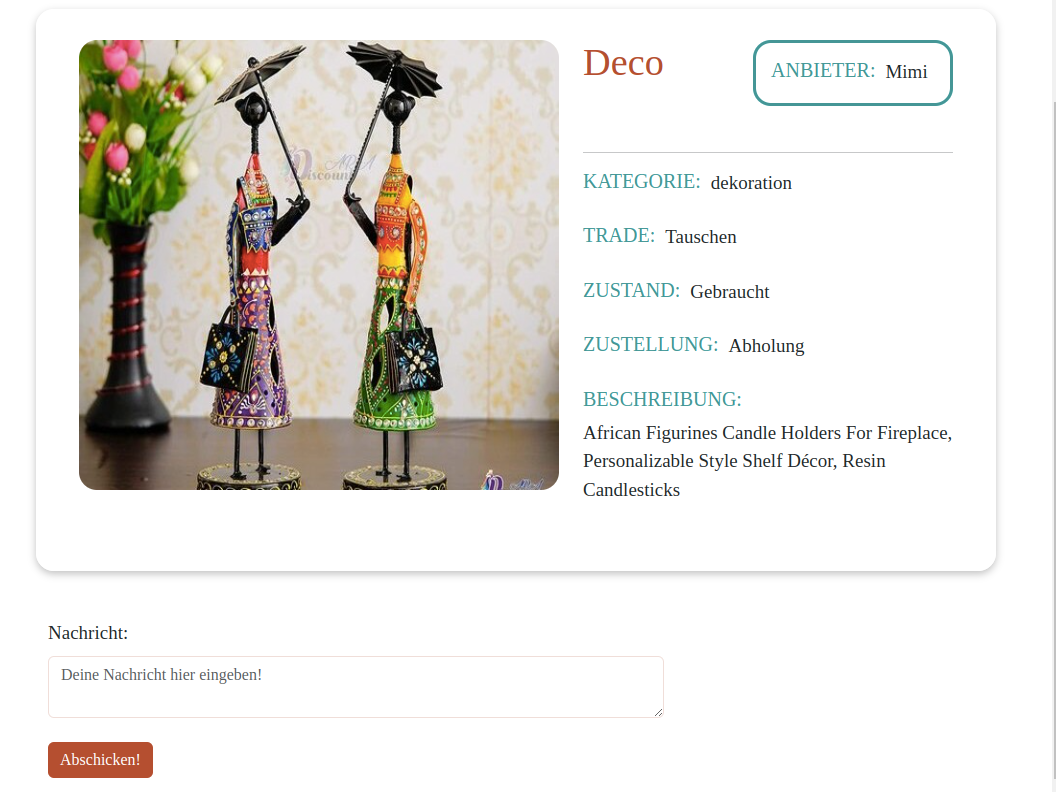 Deco
ANBIETER: Mimi
KATEGORIE: dekoration
TRADE: Tauschen
ZUSTAND: Gebraucht
ZUSTELLUNG: Abholung
BESCHREIBUNG:
African Figurines Candle Holders For Fireplace,
Personalizable Style Shelf Décor, Resin
Candlesticks
Nachricht:
Deine Nachricht hier eingeben!
Abschicken!